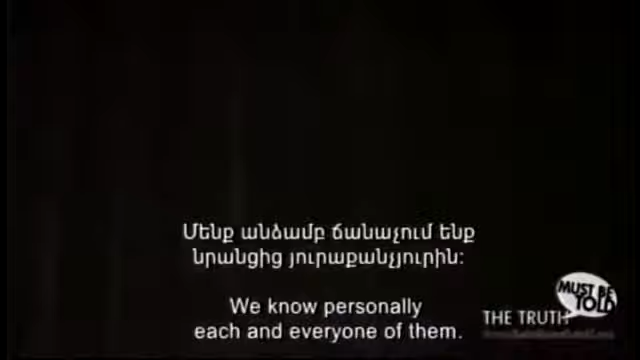 Մենք անձամբ ճանաչում ենք
նրանցից յուրաքանչյուրին:
We know personally
each and everyone of them.
THE TRUTH
MUST BE
TOLD